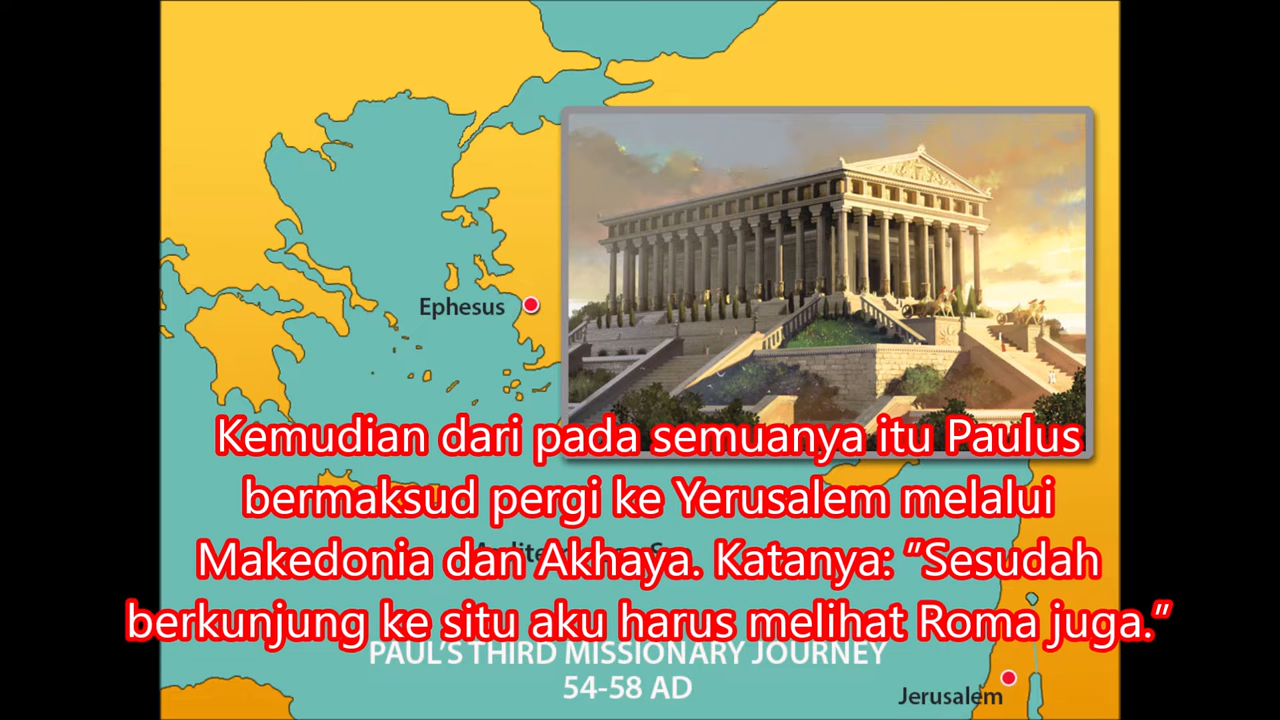 Ephesus
Kemudian dari pada semuanya itu Paulus
bermaksud pergi ke Yerusalem melalui
Makedonia dan Akhaya. Katanya: “Sesudah
berkunjung ke situ aku harus melihat Roma juga.”
PAUL'S THIRD MISSIONARY JOURNEY
54-58 AD
Jerusalem